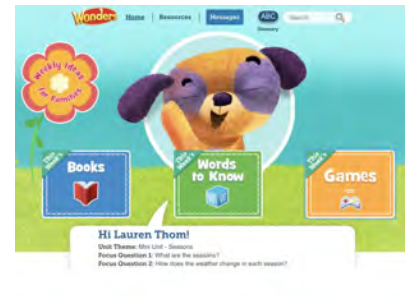 Wonders Home Resources Messages ABC Search
Glossary
Weekly Ideas
for Families
This Week's
Books
This Week's
Words
to Know
This Week's
Games
Hi Lauren Thom!
Unit Theme: Mini Unit - Seasons
Focus Question 1: What are the seasons?
Focus Question 2: How does the weather change in each season?